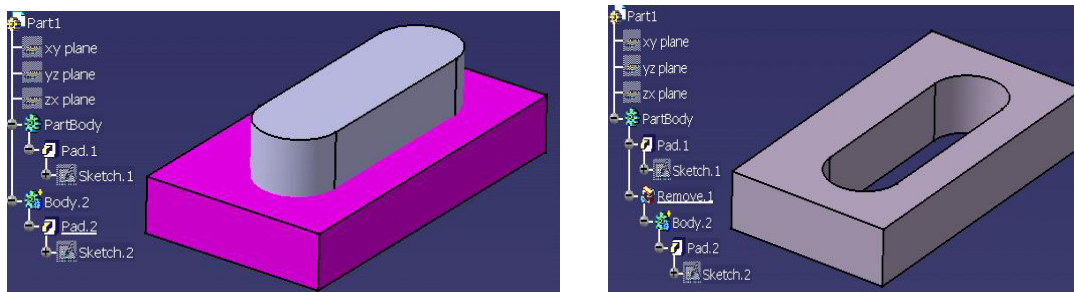 Part1
xy plane
yz plane
zx plane
PartBody
Pad.1
Sketch.1
Body.2
Pad.2
Sketch.2
Part1
xy plane
yz plane
zx plane
PartBody
Pad.1
Sketch.1
Remove.1
Body.2
Pad.2
Sketch.2